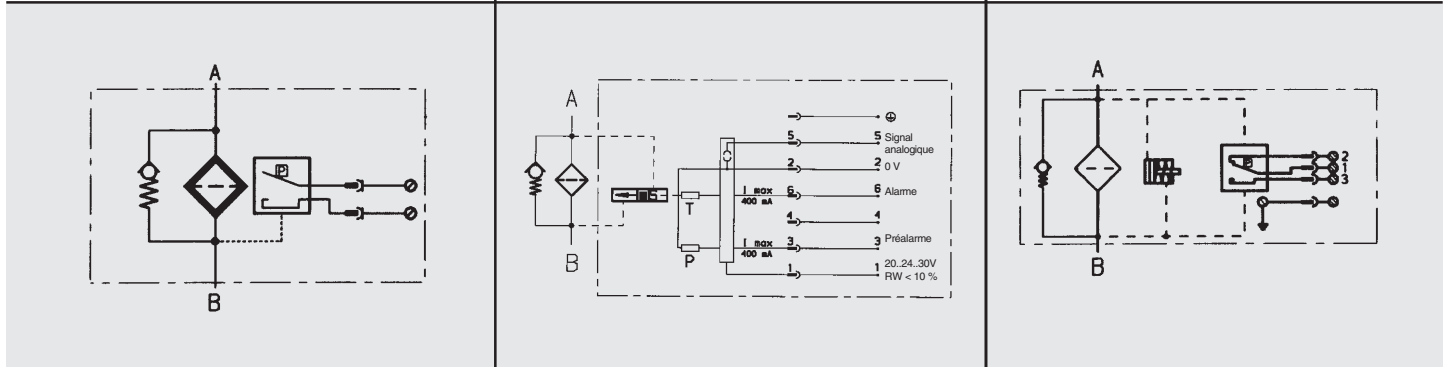 A
P
B
A
B
T
P
I max
400 mA
I max
400 mA
5 5 Signal
analogique
2 2 0 V
6 6 Alarme
4 4
3 3 Préalarme
1 1 20..24..30V
RW < 10 %
A
P
2
1
3
B